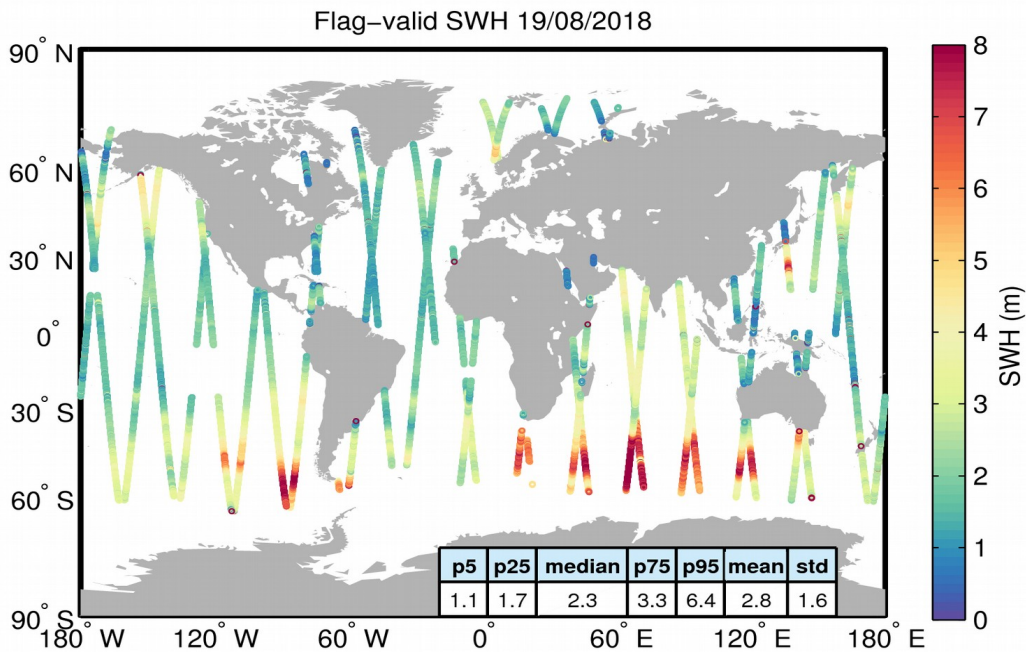 Flag−valid SWH 19/08/2018
90° N
60° N
30° N
0°
30° S
60° S
90° S
180° W
120° W
60° W
0°
60° E
120° E
180° E
8
7
6
5
4
3
2
1
0
SWH (m)
p5 p25 median p75 p95 mean std
1.1 1.7 2.3 3.3 6.4 2.8 1.6